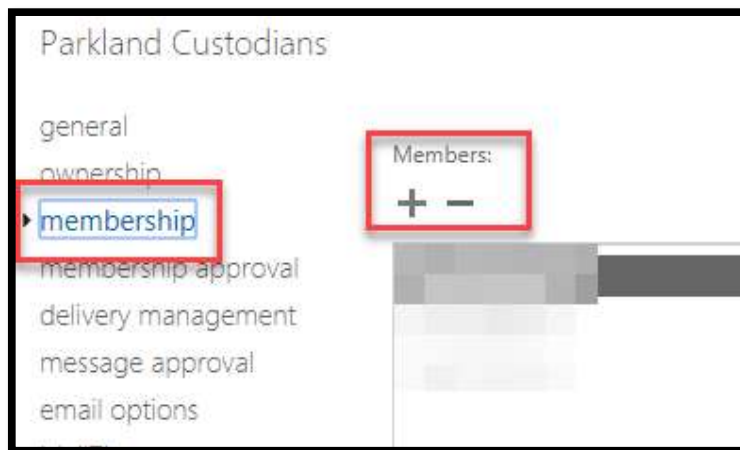 Parkland Custodians
general
ownership
membership
membership approval
delivery management
message approval
email options
Members:
+ −